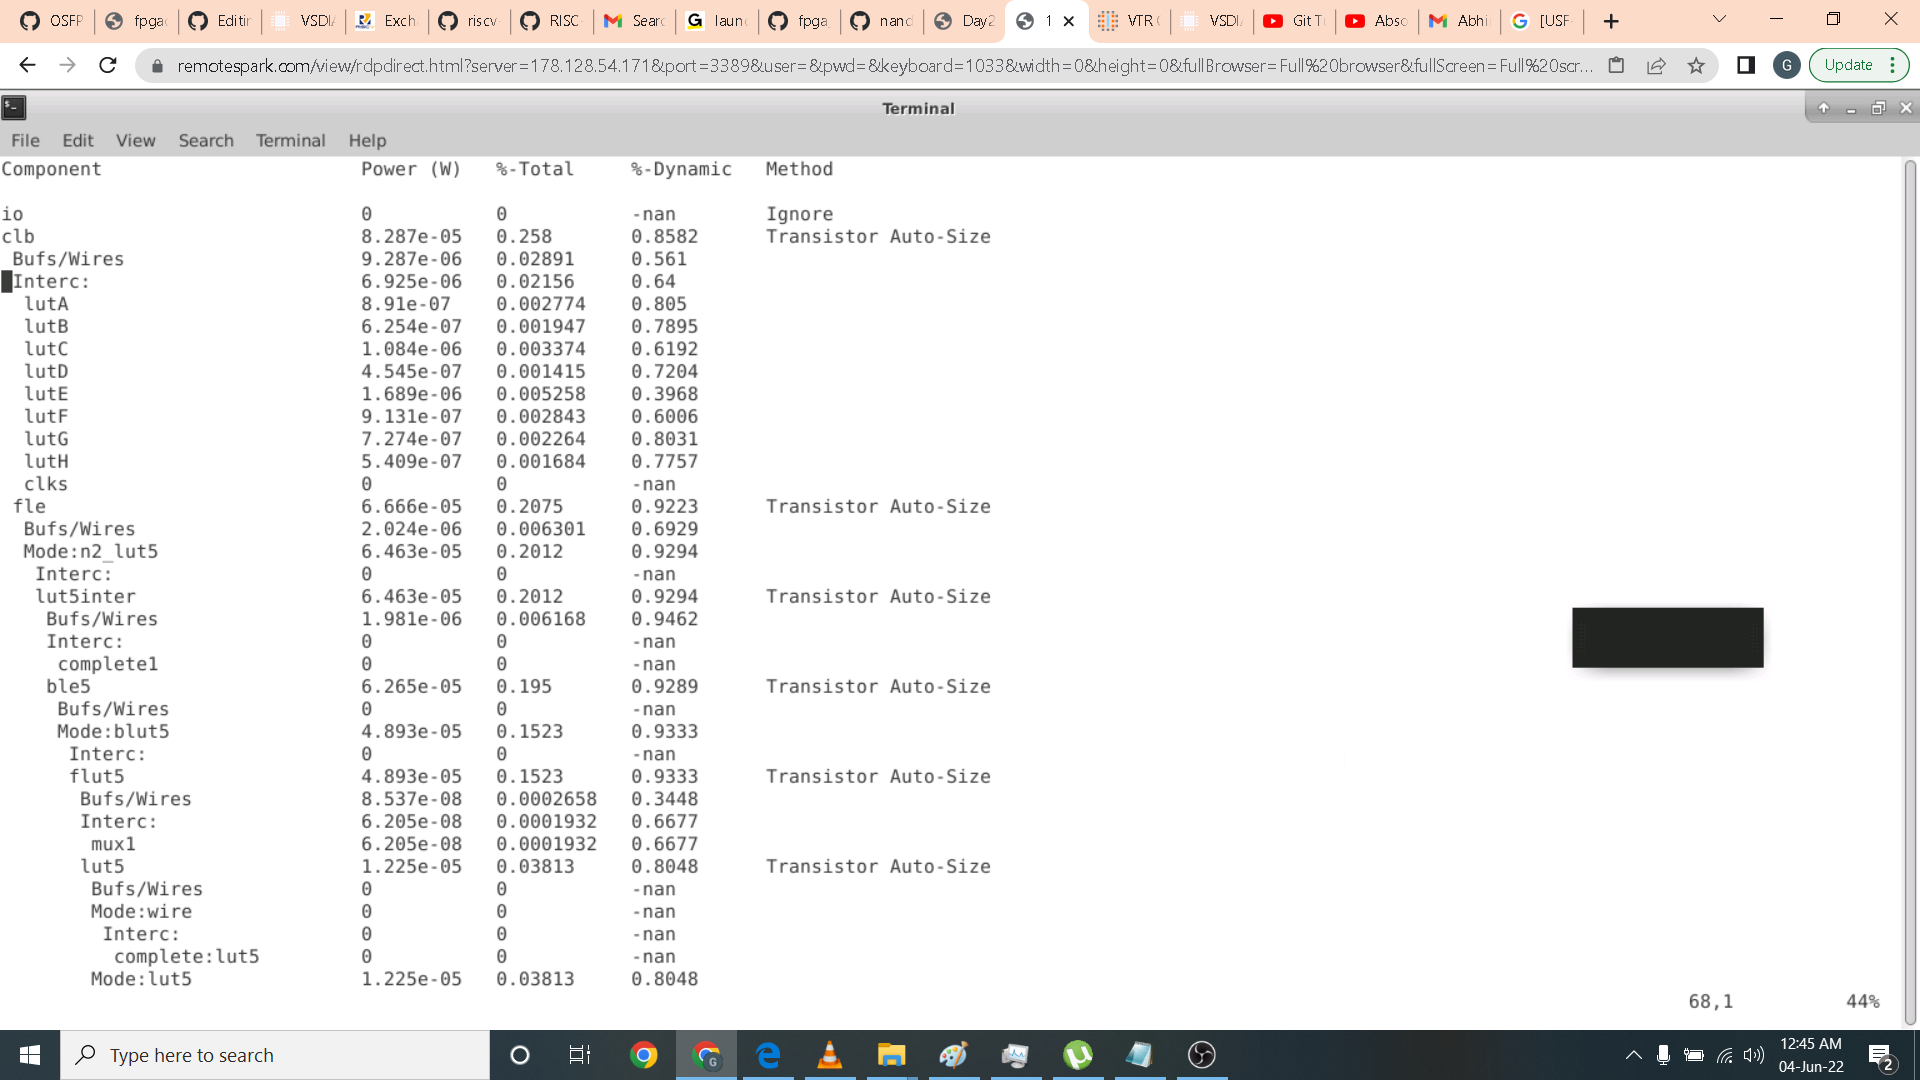 OSFP fpgac Editin VSDI Exch riscv RISC Searc laun fpga nand Day2 1 VTR VSDI Git T Abso Abhi [USF
remotespark.com/view/rdpdirect.html?server=178.128.54.171&port=3389&user=&pwd=&keyboard=1033&width=0&height=0&fullBrowser=Full%20browser&fullScreen=Full%20scr... G Update
Terminal
File Edit View Search Terminal Help
Component Power (W) %-Total %-Dynamic Method
io 0 0 -nan Ignore
clb 8.287e-05 0.258 0.8582 Transistor Auto-Size
Bufs/Wires 9.287e-06 0.02891 0.561
Interc: 6.925e-06 0.02156 0.64
lutA 8.91e-07 0.002774 0.805
lutB 6.254e-07 0.001947 0.7895
lutC 1.084e-06 0.003374 0.6192
lutD 4.545e-07 0.001415 0.7204
lutE 1.689e-06 0.005258 0.3968
lutF 9.131e-07 0.002843 0.6006
lutG 7.274e-07 0.002264 0.8031
lutH 5.409e-07 0.001684 0.7757
clks 0 0 -nan
fle 6.666e-05 0.2075 0.9223 Transistor Auto-Size
Bufs/Wires 2.024e-06 0.006301 0.6929
Mode:n2_lut5 6.463e-05 0.2012 0.9294
Interc: 0 0 -nan
lut5inter 6.463e-05 0.2012 0.9294 Transistor Auto-Size
Bufs/Wires 1.981e-06 0.006168 0.9462
Interc: 0 0 -nan
complete1 0 0 -nan
ble5 6.265e-05 0.195 0.9289 Transistor Auto-Size
Bufs/Wires 0 0 -nan
Mode:blut5 4.893e-05 0.1523 0.9333
Interc: 0 0 -nan
flut5 4.893e-05 0.1523 0.9333 Transistor Auto-Size
Bufs/Wires 8.537e-08 0.0002658 0.3448
Interc: 6.205e-08 0.0001932 0.6677
mux1 6.205e-08 0.0001932 0.6677
lut5 1.225e-05 0.03813 0.8048 Transistor Auto-Size
Bufs/Wires 0 0 -nan
Mode:wire 0 0 -nan
Interc: 0 0 -nan
complete:lut5 0 0 -nan
Mode:lut5 1.225e-05 0.03813 0.8048
68,1 44%
Type here to search
12:45 AM
04-Jun-22
2